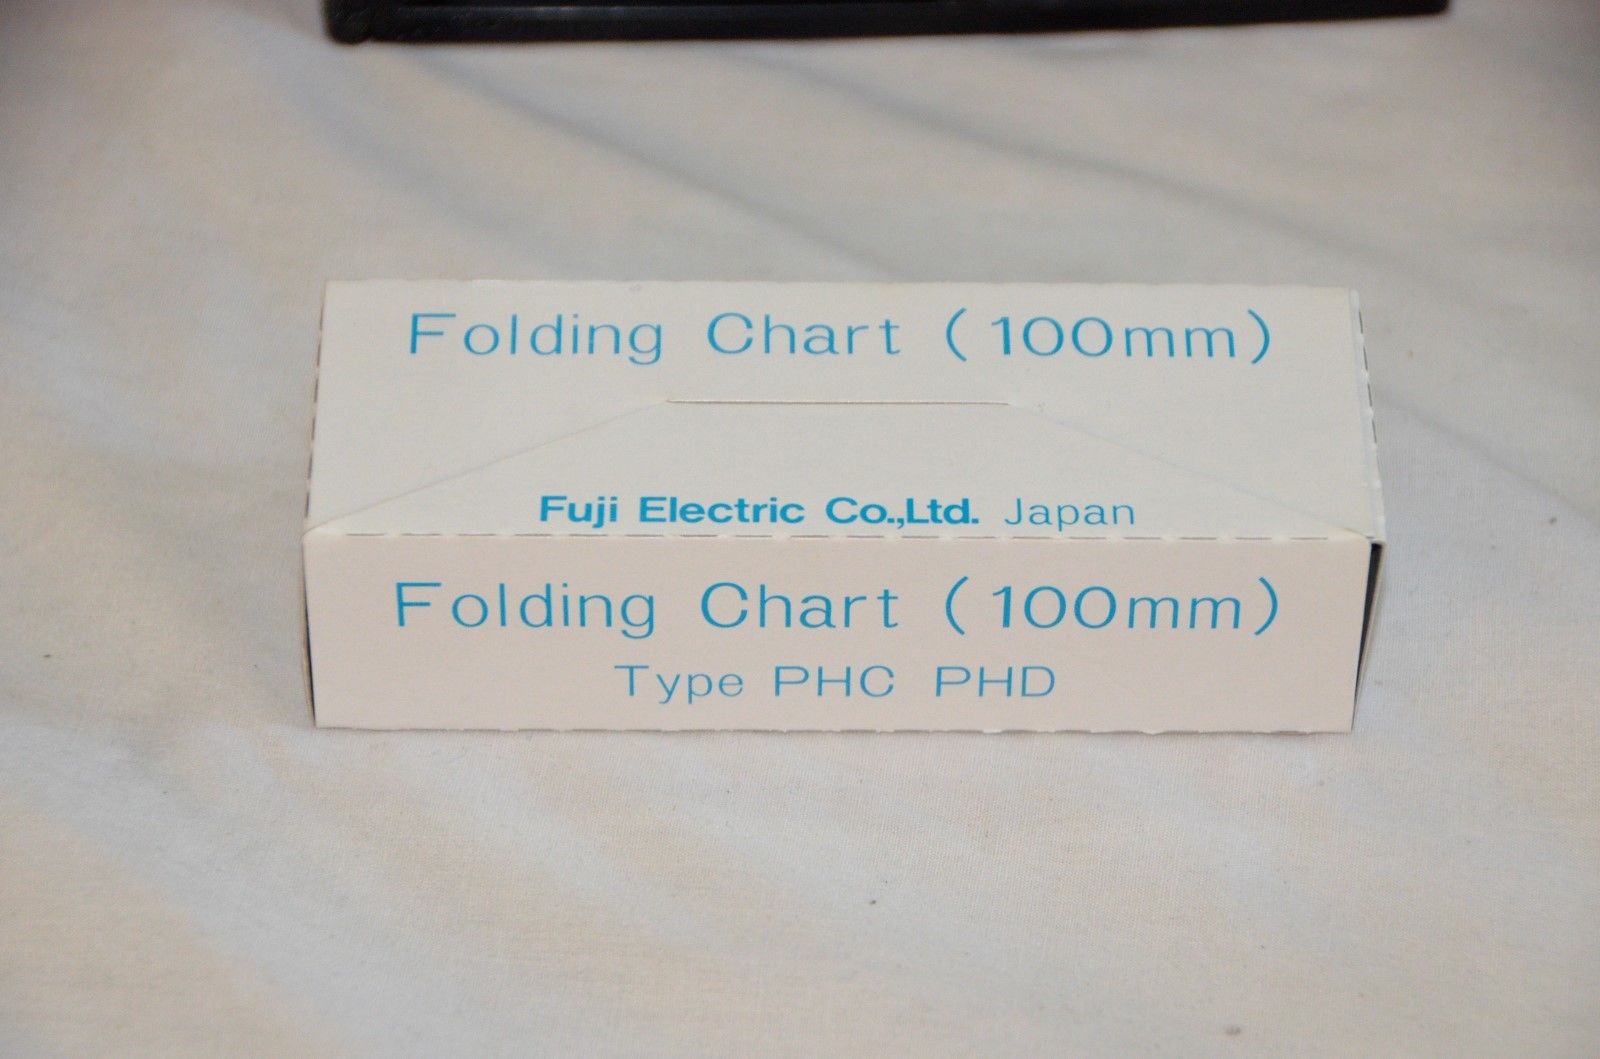 Folding Chart (100mm)
Fuji Electric Co.,Ltd. Japan
Folding Chart (100mm)
Type PHC PHD